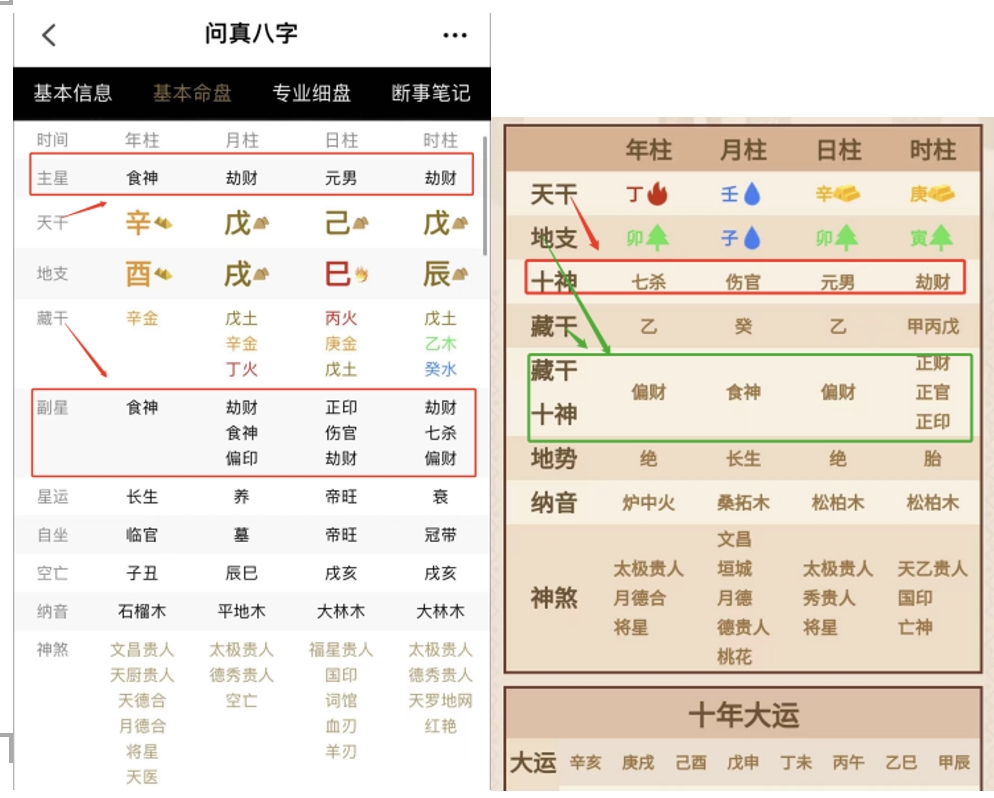 问真八字
基本信息 基本命盘 专业细盘 断事笔记
时间 年柱 月柱 日柱 时柱
主星 食神 劫财 元男 劫财
天干 辛 戊 己 戊
地支 酉 戌 巳 辰
藏干 辛金 戊土 丙火 戊土
辛金 庚金 乙木
丁火 戊土 癸水
副星 食神 劫财 正印 劫财
食神 伤官 七杀
偏印 劫财 偏财
星运 长生 养 帝旺 衰
自坐 临官 墓 帝旺 冠带
空亡 子丑 辰巳 戌亥 戌亥
纳音 石榴木 平地木 大林木 大林木
神煞 文昌贵人 太极贵人 福星贵人 太极贵人
天厨贵人 德秀贵人 国印 德秀贵人
天德合 空亡 词馆 天罗地网
月德合 血刃 红艳
将星 羊刃
天医
年柱 月柱 日柱 时柱
天干 丁 壬 辛 庚
地支 卯 子 卯 寅
十神 七杀 伤官 元男 劫财
藏干 乙 癸 乙 甲丙戊
藏干十神 偏财 食神 偏财 正财
正官
正印
地势 绝 长生 绝 胎
纳音 炉中火 桑拓木 松柏木 松柏木
神煞 文昌
太极贵人 垣城 太极贵人 天乙贵人
月德合 月德 秀贵人 国印
将星 德贵人 将星 亡神
桃花
十年大运
大运 辛亥 庚戌 己酉 戊申 丁未 丙午 乙巳 甲辰